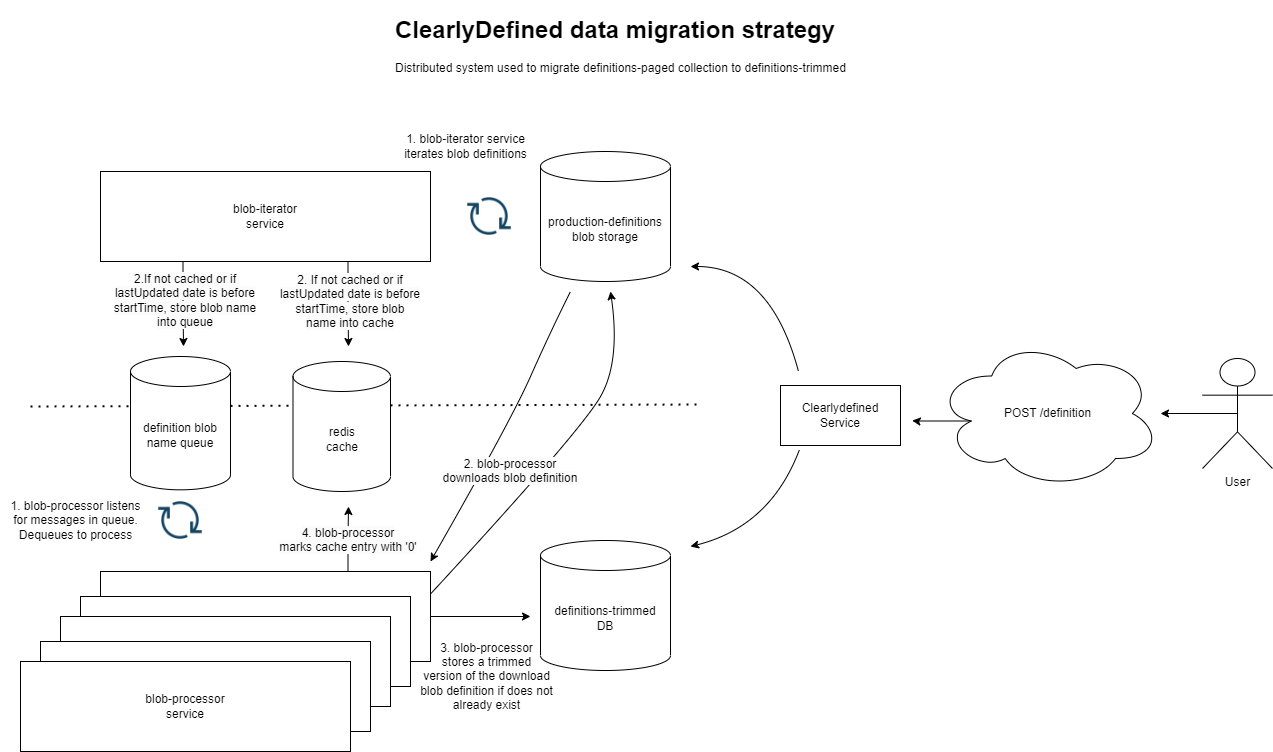 ClearlyDefined data migration strategy
Distributed system used to migrate definitions-paged collection to definitions-trimmed
1. blob-iterator service
iterates blob definitions
blob-iterator
service
production-definitions
blob storage
2.If not cached or if
lastUpdated date is before
startTime, store blob name
into queue
2. If not cached or if
lastUpdated date is before
startTime, store blob
name into cache
definition blob
name queue
redis
cache
Clearlydefined
Service
POST /definition
User
2. blob-processor
downloads blob definition
1. blob-processor listens
for messages in queue.
Dequeues to process
4. blob-processor
marks cache entry with '0'
definitions-trimmed
DB
3. blob-processor
stores a trimmed
version of the download
blob definition if does not
already exist
blob-processor
service